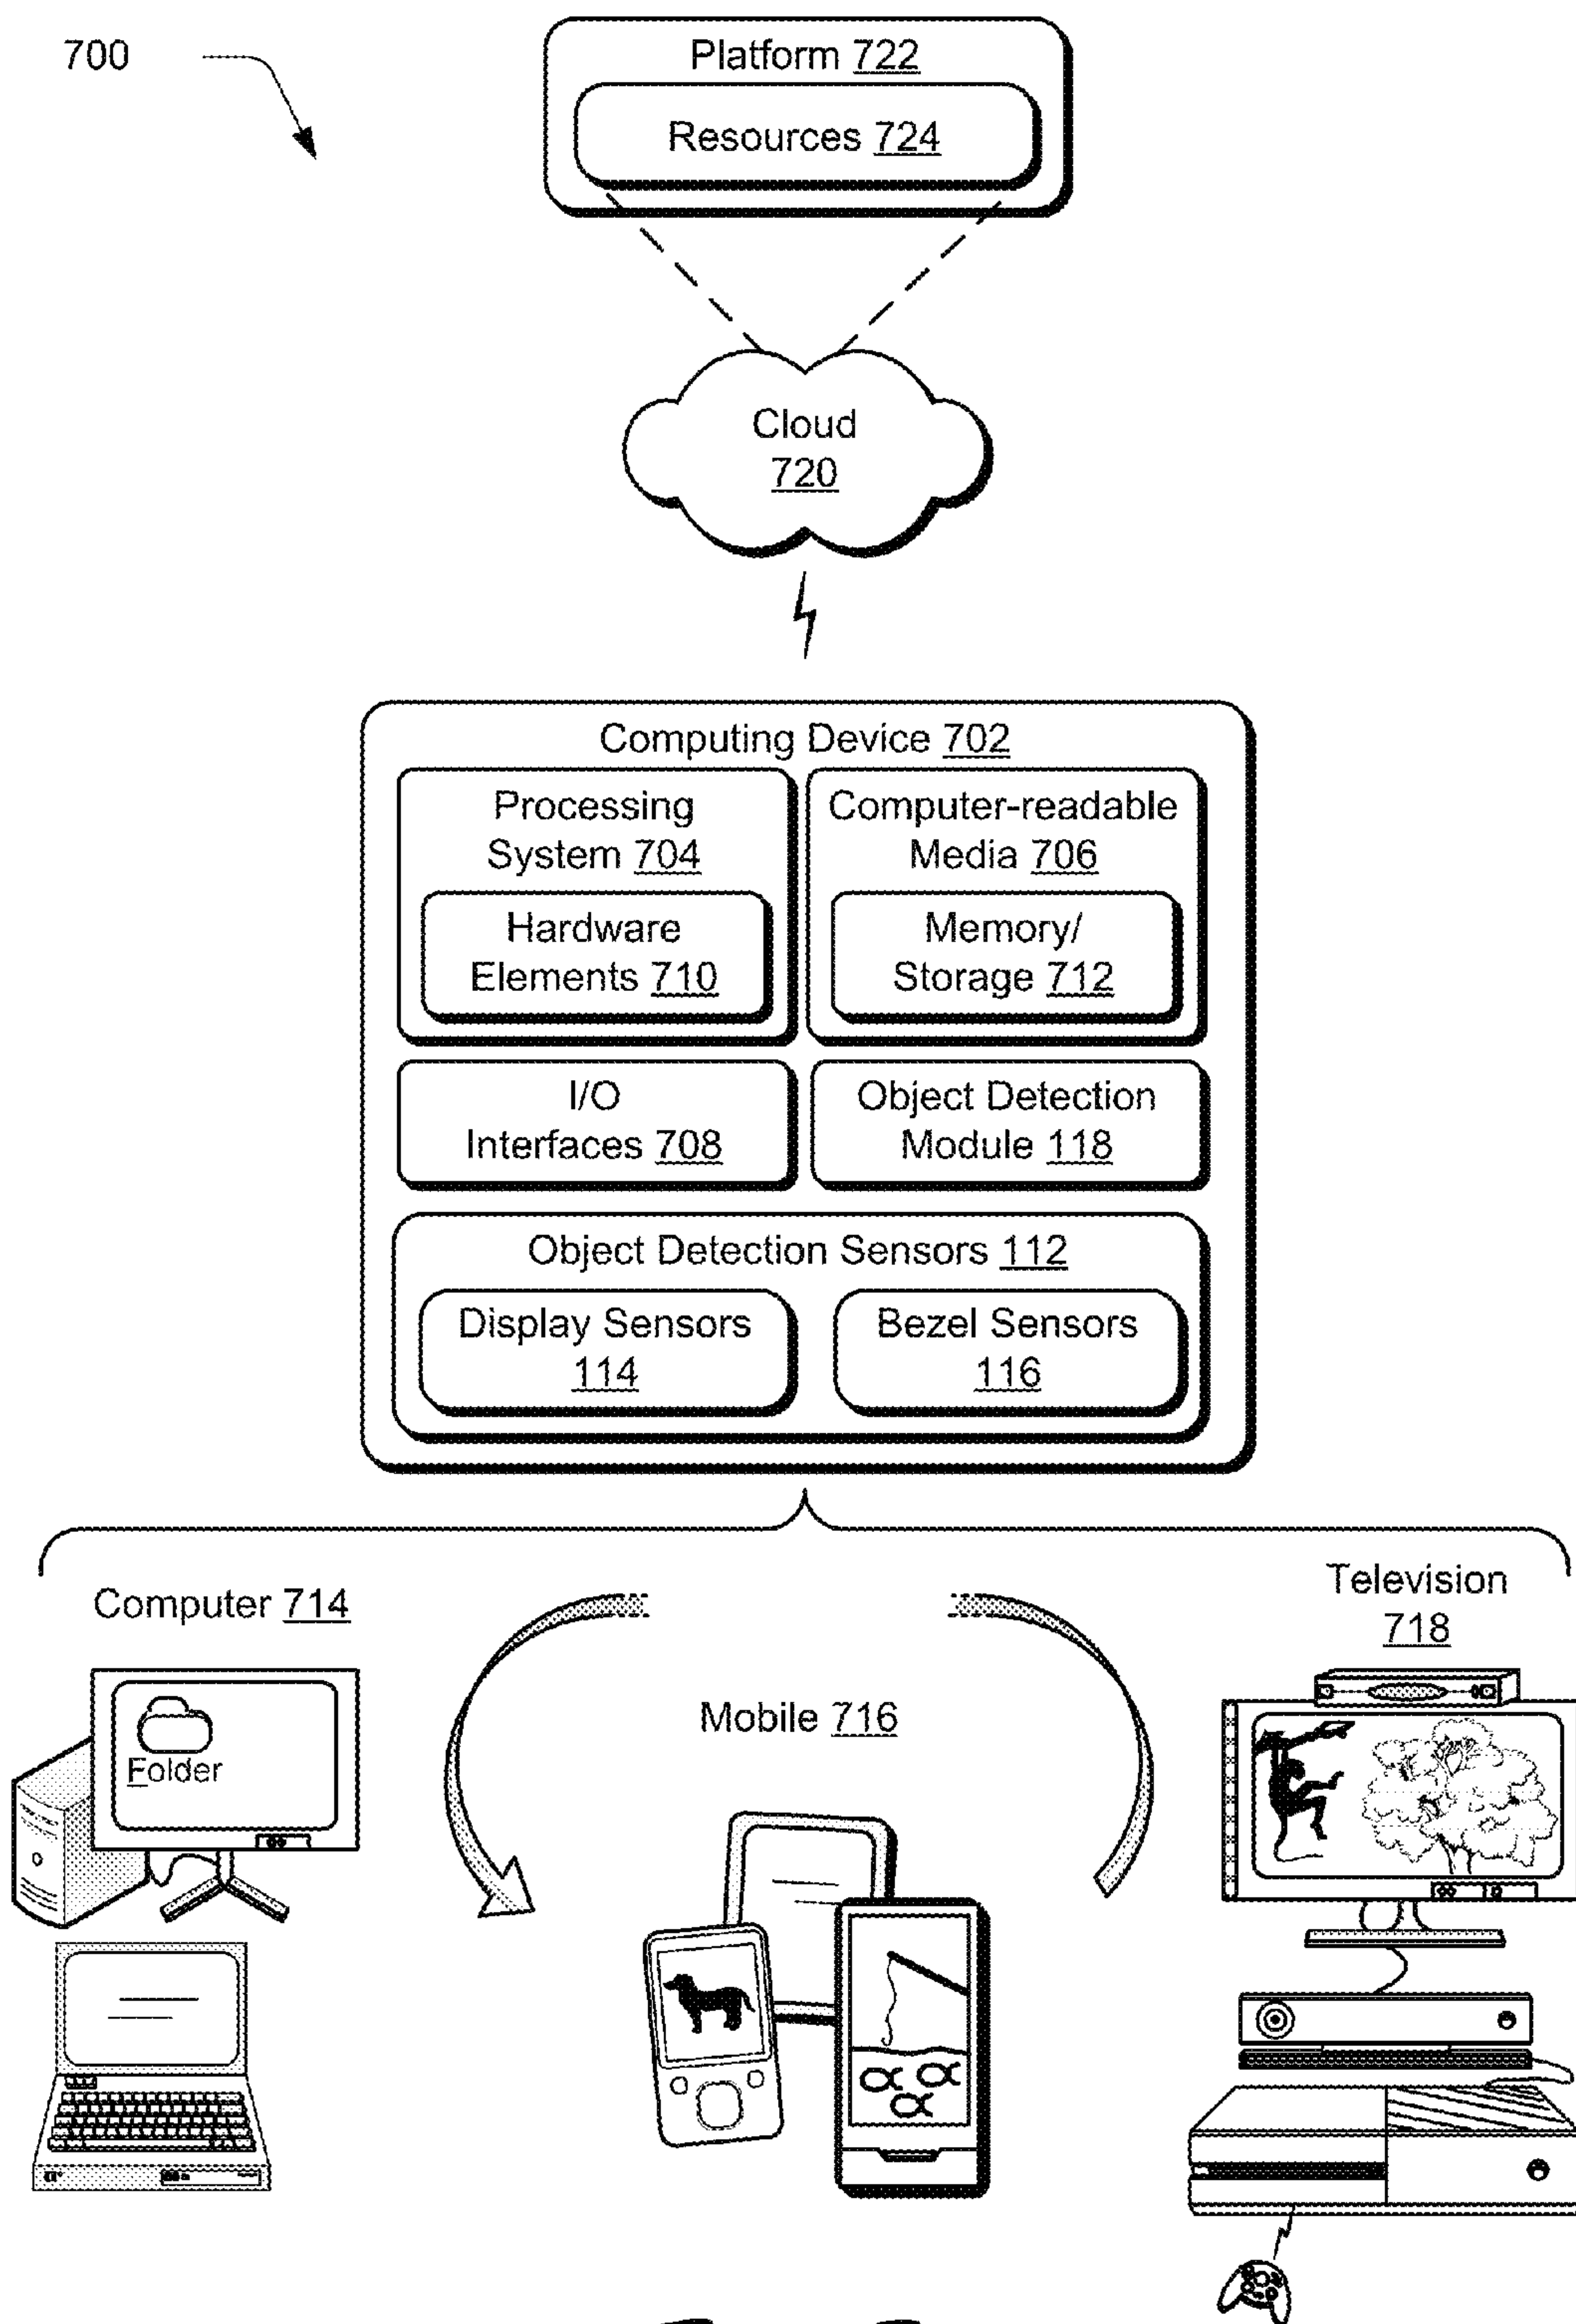 700
Platform 722
Resources 724
Cloud
720
Computing Device 702
Processing
System 704
Hardware
Elements 710
Computer-readable
Media 706
Memory/
Storage 712
I/O
Interfaces 708
Object Detection
Module 118
Object Detection Sensors 112
Display Sensors
114
Bezel Sensors
116
Computer 714
Folder
Mobile 716
Television
718